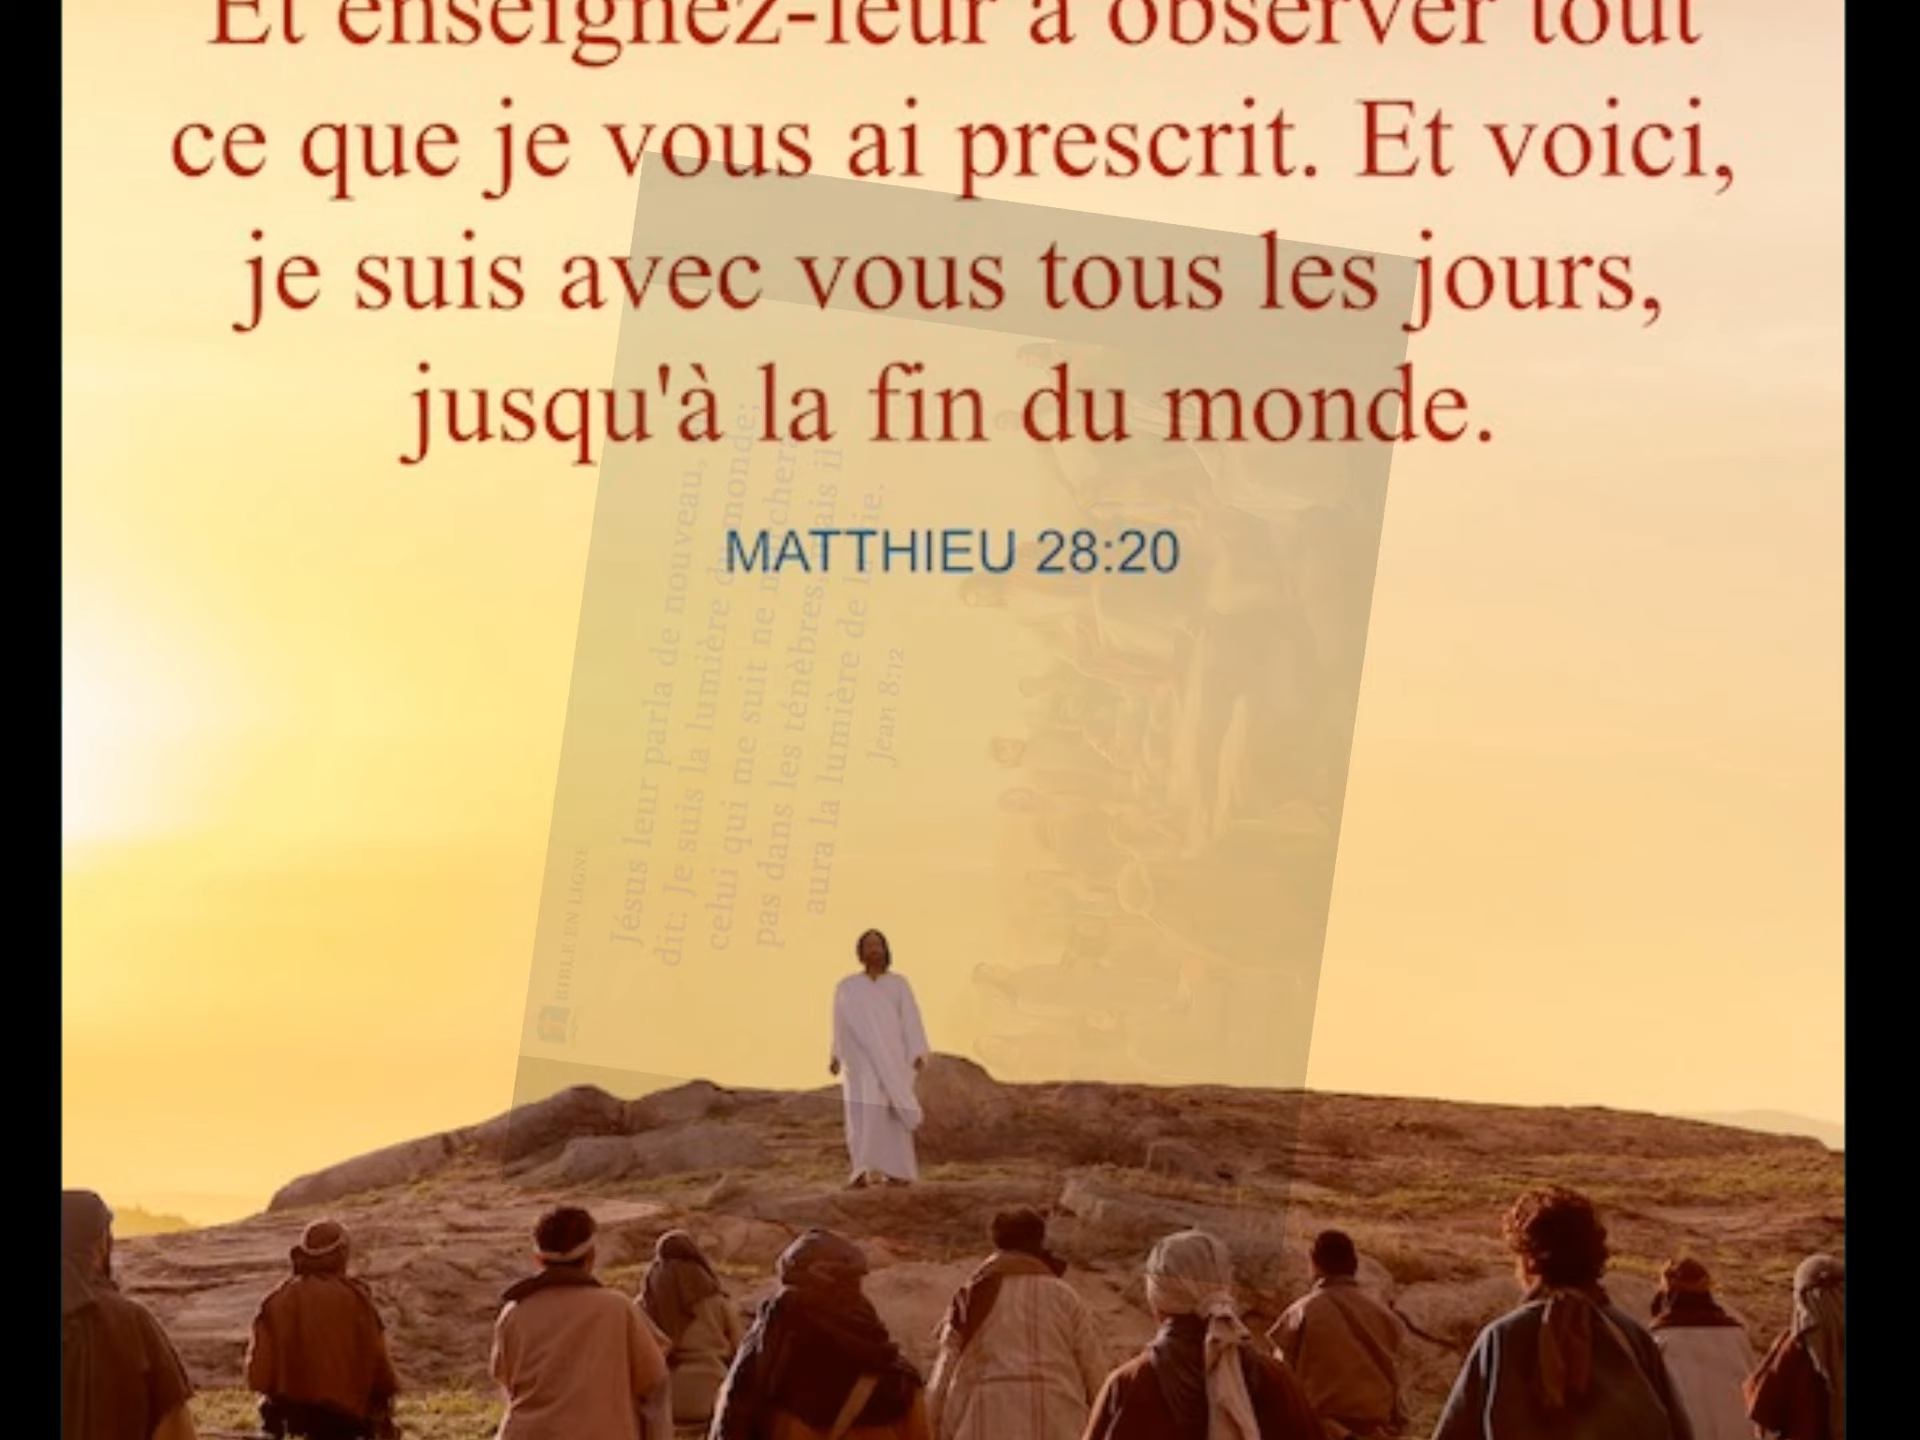 Et enseignez-leur à observer tout
ce que je vous ai prescrit. Et voici,
je suis avec vous tous les jours,
jusqu'à la fin du monde.
MATTHIEU 28:20
BIBLE EN LIGNE
Jésus leur parla de nouveau,
dit: Je suis la lumière du monde;
celui qui me suit ne marchera
pas dans les ténèbres, mais il
aura la lumière de la vie.
Jean 8:12